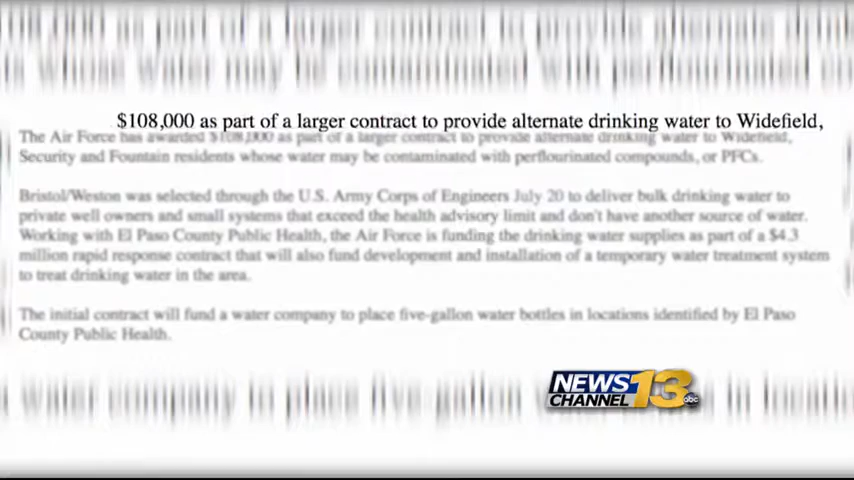 $108,000 as part of a larger contract to provide alternate drinking water to Widefield,
The Air Force has awarded $108,000 as part of a larger contract to provide alternate drinking water to Widefield,
Security and Fountain residents whose water may be contaminated with perflourinated compounds, or PFCs.
Bristol/Weston was selected through the U.S. Army Corps of Engineers July 20 to deliver bulk drinking water to
private well owners and small systems that exceed the health advisory limit and don't have another source of water.
Working with El Paso County Public Health, the Air Force is funding the drinking water supplies as part of a $4.3
million rapid response contract that will also fund development and installation of a temporary water treatment system
to treat drinking water in the area.
The initial contract will fund a water company to place five-gallon water bottles in locations identified by El Paso
County Public Health.
NEWS 13
CHANNEL abc